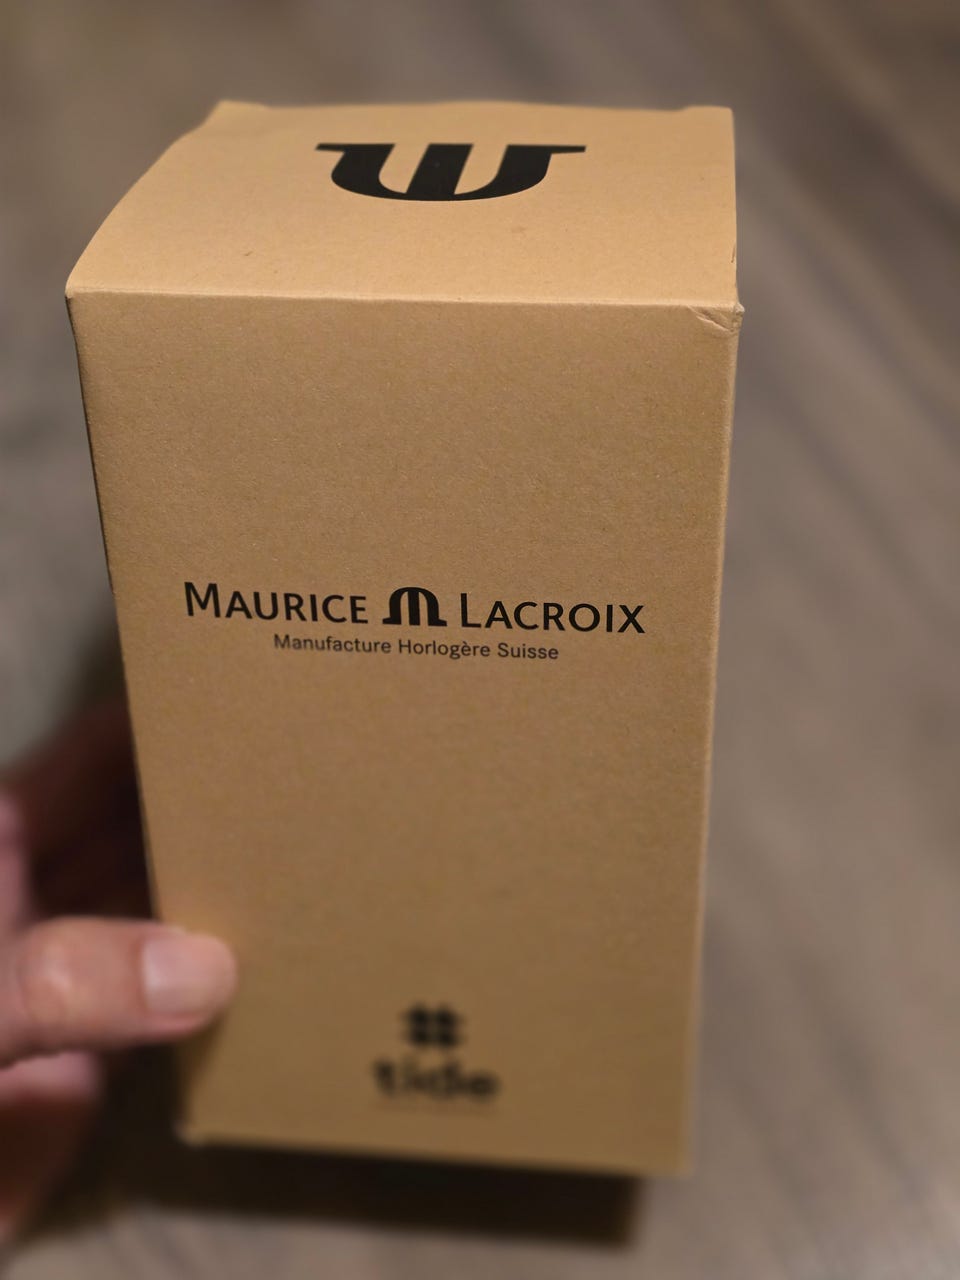 MAURICE LACROIX
Manufacture Horlogère Suisse
tide